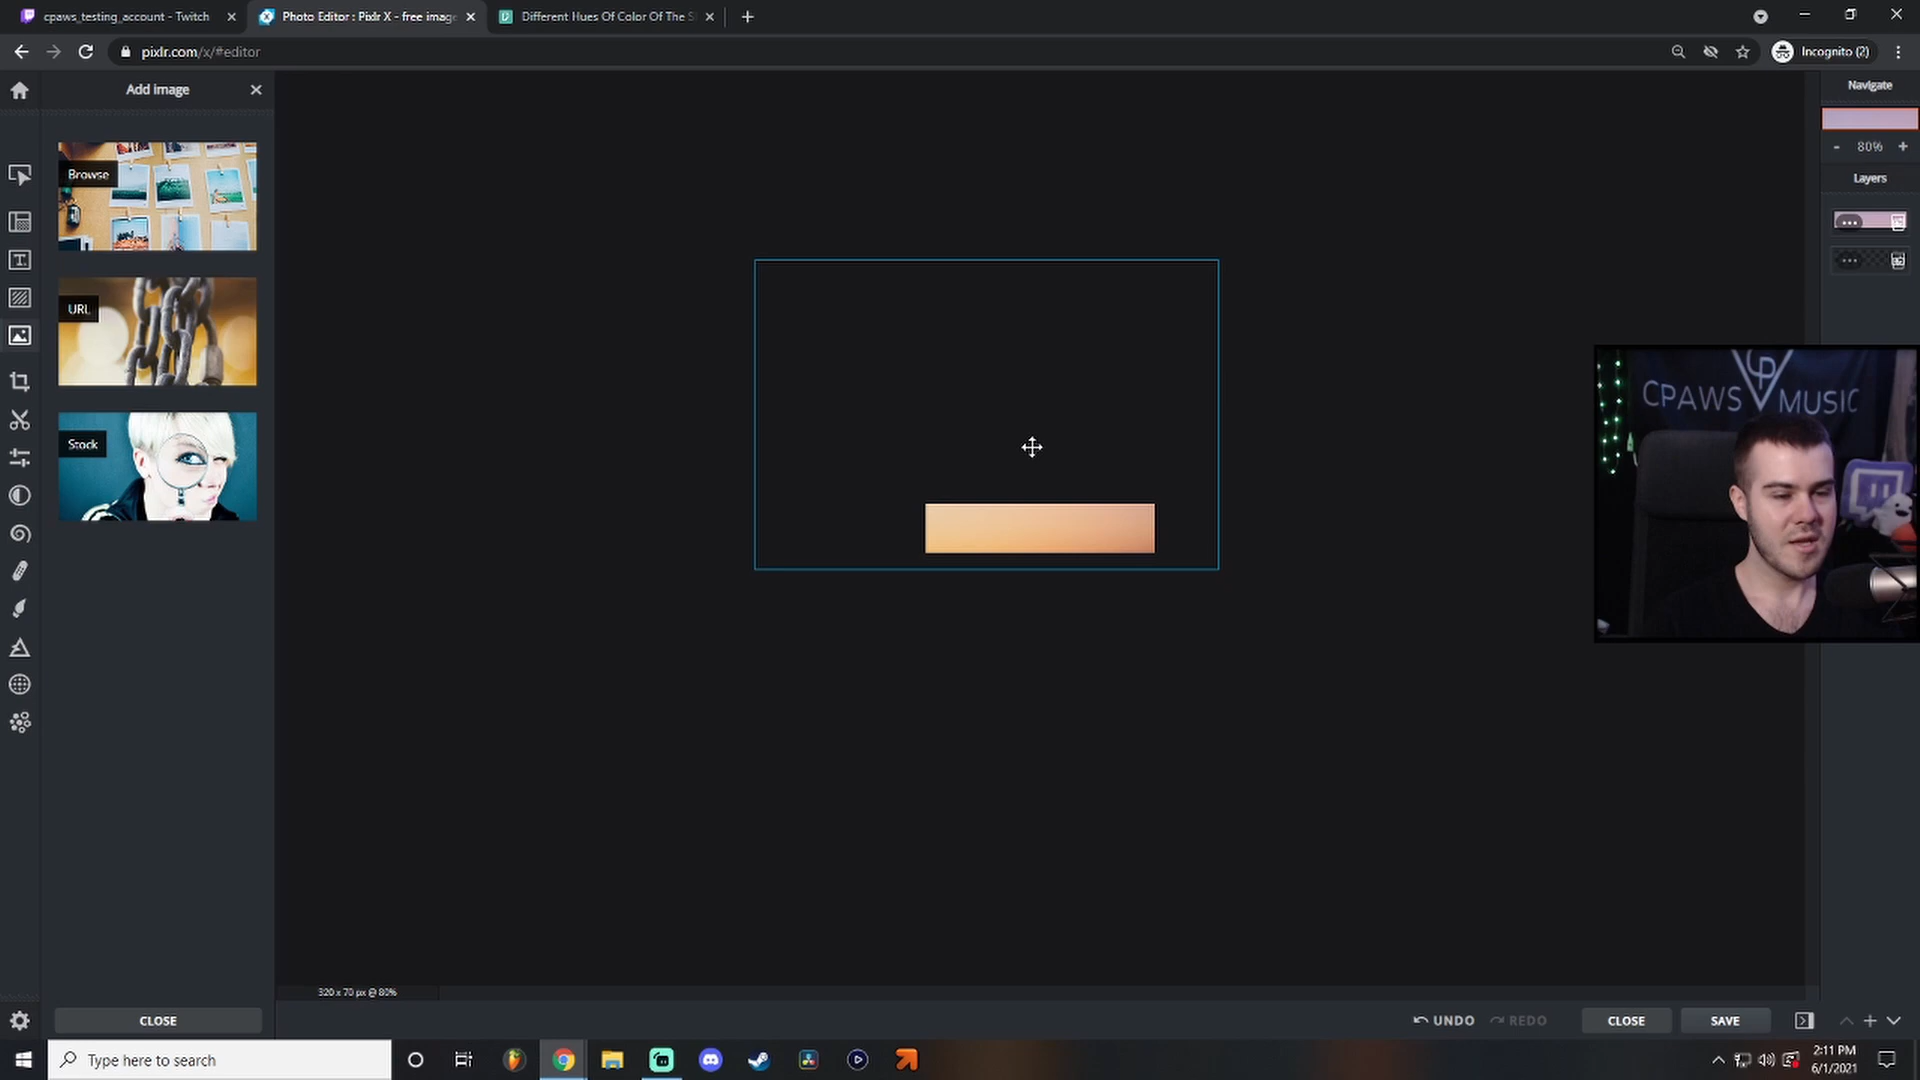 cpaws_testing_account - Twitch
Photo Editor : Pixlr X - free image
Different Hues Of Color Of The S
pixlr.com/x/#editor
Incognito (2)
Add image
Navigate
Browse
80%
Layers
URL
CPAWS MUSIC
CP
Stock
320 x 70 px @ 80%
CLOSE
UNDO
REDO
CLOSE
SAVE
Type here to search
2:11 PM
6/1/2021